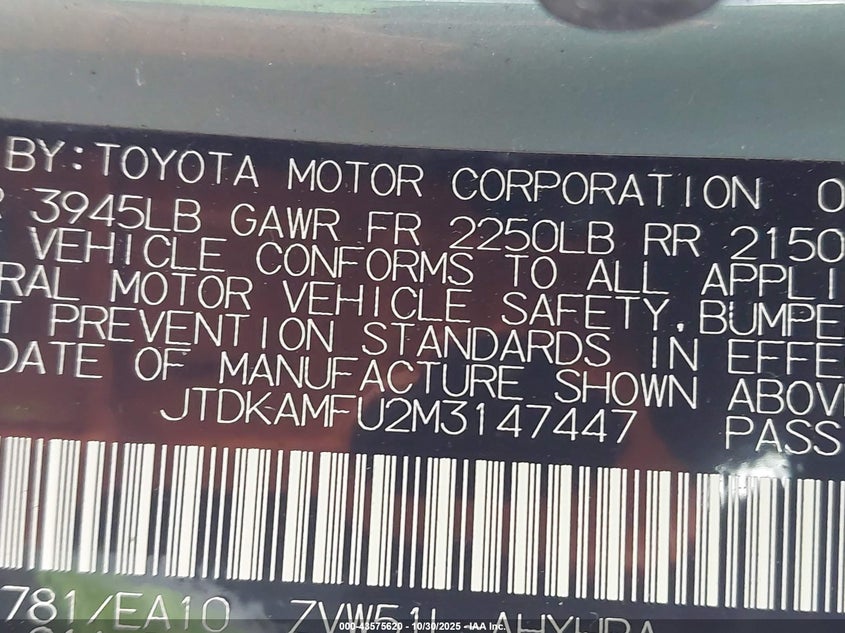 BY:TOYOTA MOTOR CORPORATION
3945LB GAWR FR 2250LB RR 2150
VEHICLE CONFORMS TO ALL APPLI
RAL MOTOR VEHICLE SAFETY,BUMPE
T PREVENTION STANDARDS IN EFFE
DATE OF MANUFACTURE SHOWN ABOV
JTDKAMFU2M3147447 PASS
781/EA10
000-43575620 - 10/30/2025 - IAA Inc.